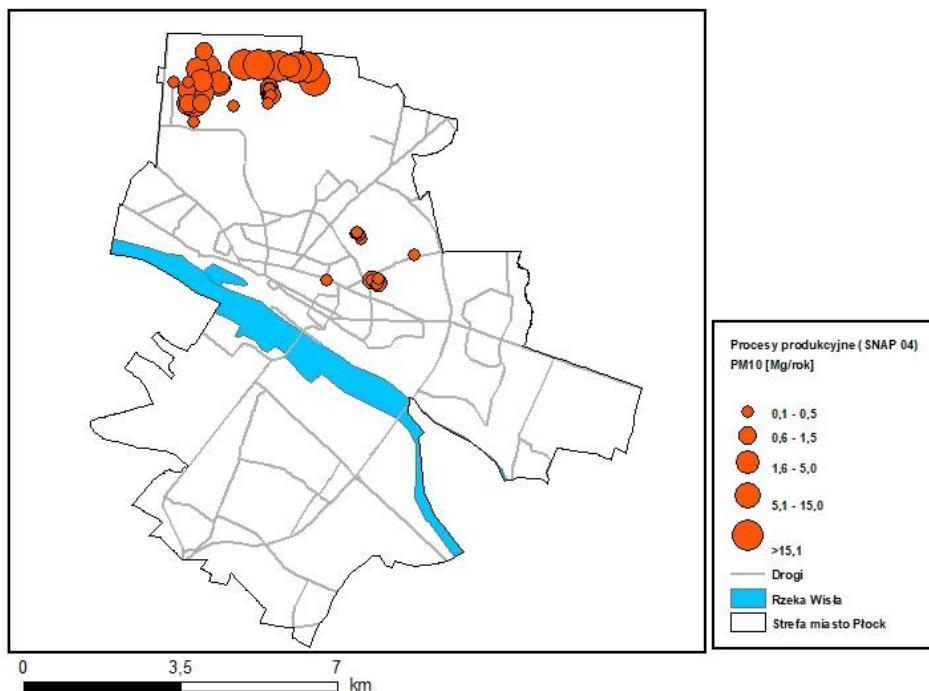 Procesy produkcyjne ( SNAP 04)
PM10 [Mg/rok]
0,1 - 0,5
0,6 - 1,5
1,6 - 5,0
5,1 - 15,0
>15,1
Drogi
Rzeka Wisła
Strefa miasto Płock
0 3,5 7
km